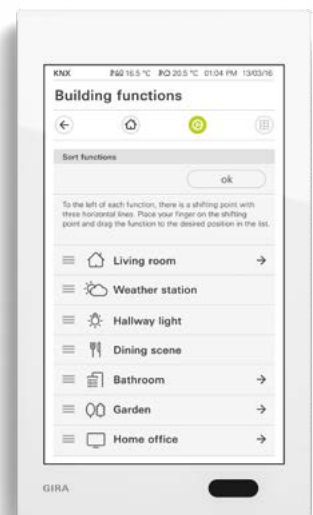 KNX 16.5 °C 20.5 °C 01:04 PM 13/03/16
Building functions
Sort functions
ok
To the left of each function, there is a shifting point with
three horizontal lines. Place your finger on the shifting
point and drag the function to the desired position in the list.
Living room
Weather station
Hallway light
Dining scene
Bathroom
Garden
Home office
GIRA